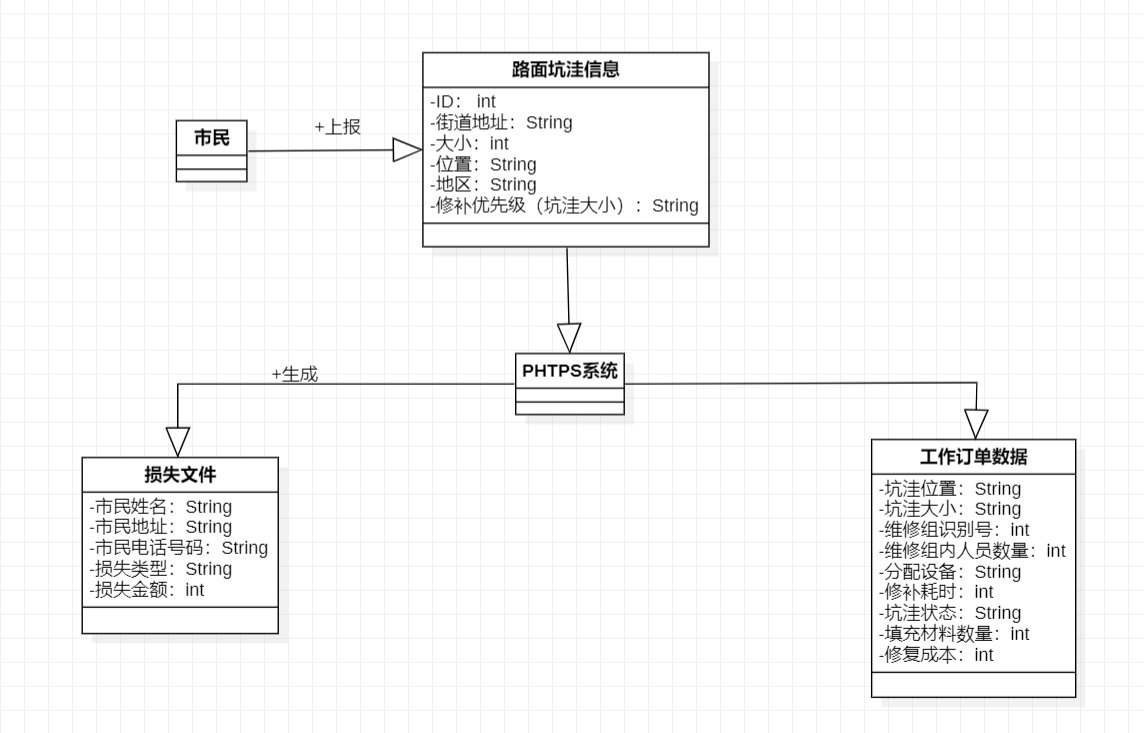 路面坑洼信息
-ID： int
-街道地址：String
-大小：int
-位置：String
-地区：String
-修补优先级（坑洼大小）：String
市民
+上报
PHTPS系统
+生成
损失文件
-市民姓名：String
-市民地址：String
-市民电话号码：String
-损失类型：String
-损失金额：int
工作订单数据
-坑洼位置：String
-坑洼大小：String
-维修组识别号：int
-维修组内人员数量：int
-分配设备：String
-修补耗时：int
-坑洼状态：String
-填充材料数量：int
-修复成本：int